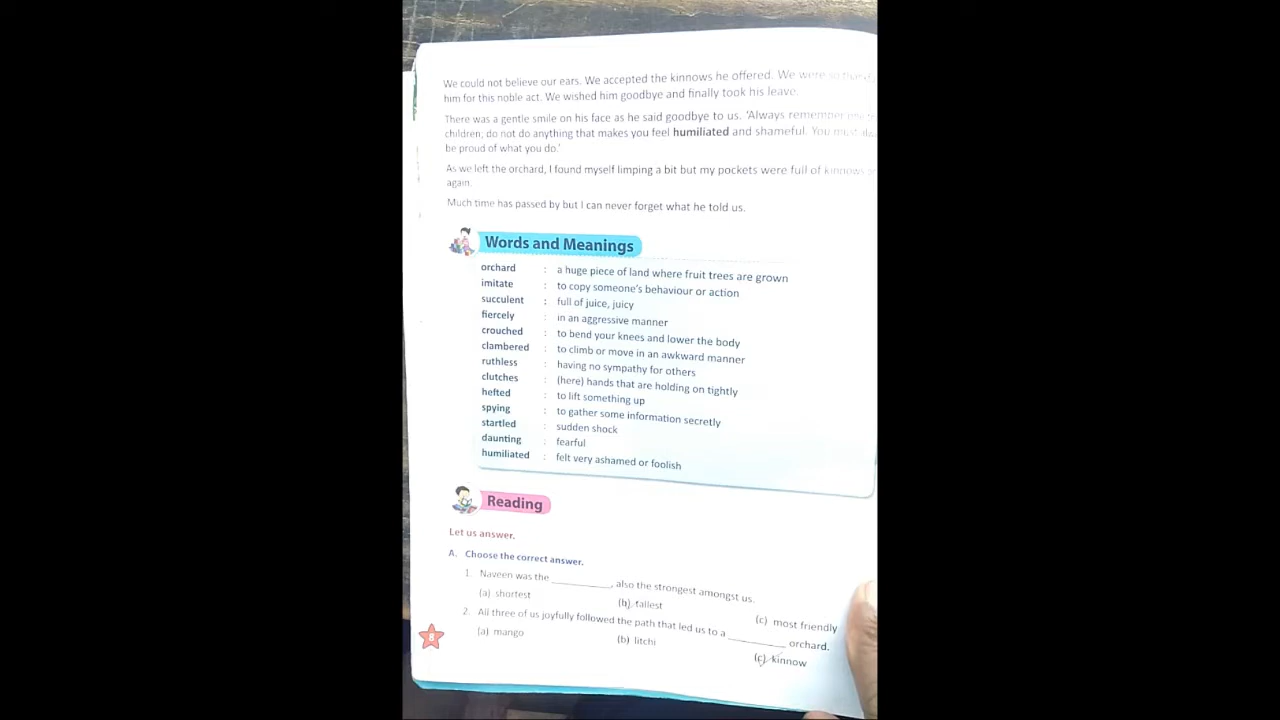 We could not believe our ears. We accepted the kinnows he offered. We were so
him for this noble act. We wished him goodbye and finally took his leave.
There was a gentle smile on his face as he said goodbye to us. 'Always remember
children; do not do anything that makes you feel humiliated and shameful. You must
be proud of what you do.'
As we left the orchard, I found myself limping a bit but my pockets were full of kinnows
again.
Much time has passed by but I can never forget what he told us.
Words and Meanings
orchard : a huge piece of land where fruit trees are grown
imitate : to copy someone's behaviour or action
succulent : full of juice, juicy
fiercely : in an aggressive manner
crouched : to bend your knees and lower the body
clambered : to climb or move in an awkward manner
ruthless : having no sympathy for others
clutches : (here) hands that are holding on tightly
hefted : to lift something up
spying : to gather some information secretly
startled : sudden shock
daunting : fearful
humiliated : felt very ashamed or foolish
Reading
Let us answer.
A. Choose the correct answer.
1. Naveen was the __________, also the strongest amongst us.
(a) shortest (b) tallest (c) most friendly
2. All three of us joyfully followed the path that led us to a __________ orchard.
(a) mango (b) litchi (c) kinnow
8